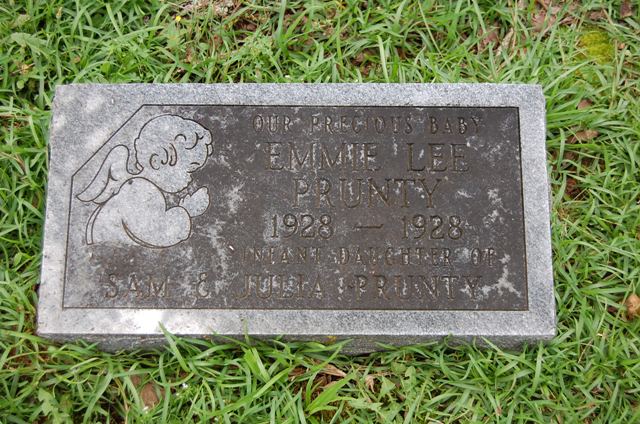 OUR PRECIOUS BABY
EMMIE LEE
PRUNTY
1928 — 1928
INFANT DAUGHTER OF
SAM & JULIA PRUNTY